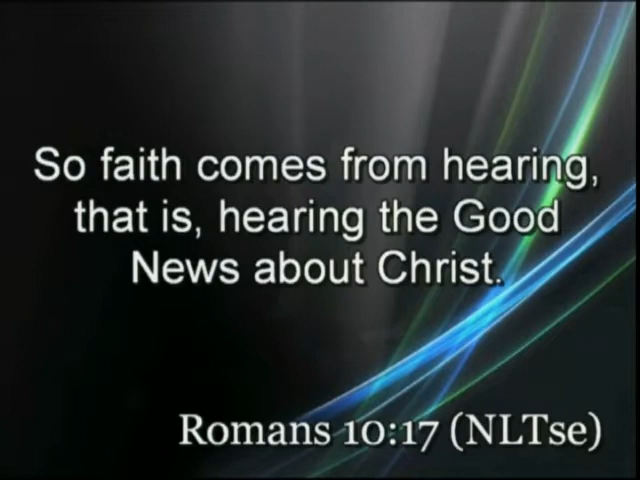 So faith comes from hearing,
that is, hearing the Good
News about Christ.
Romans 10:17 (NLTse)